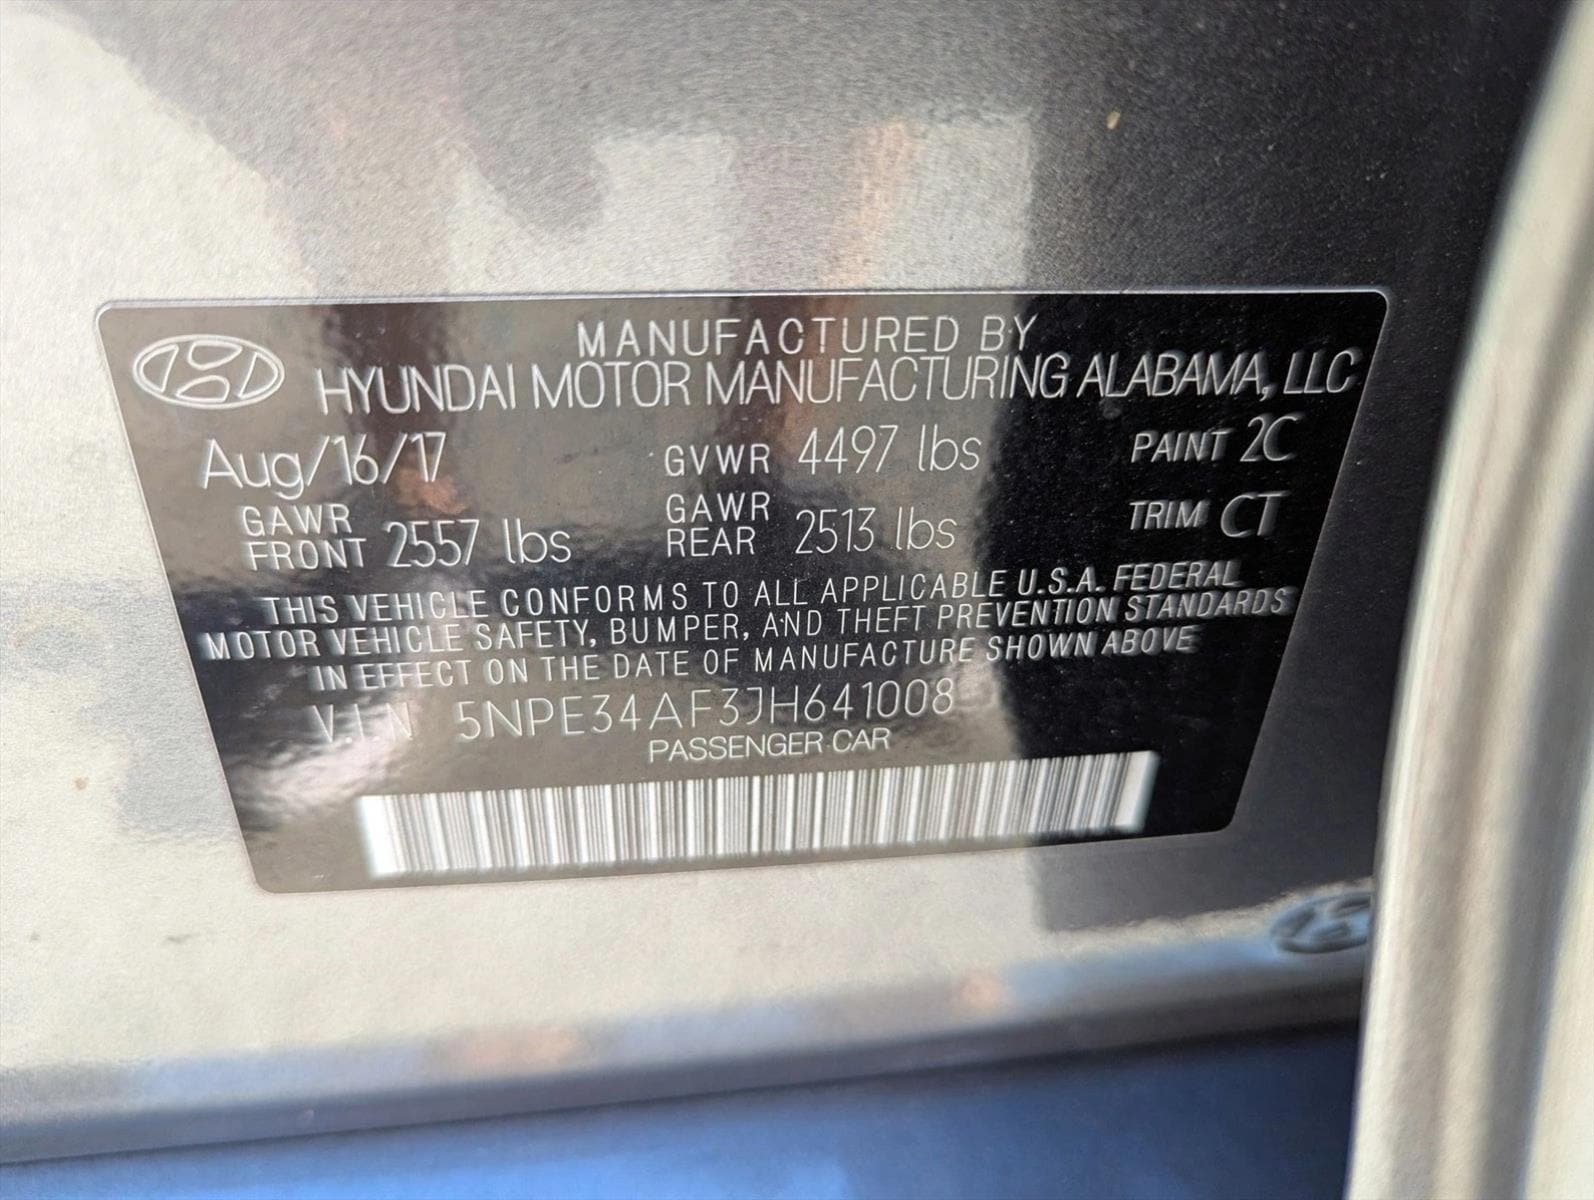 MANUFACTURED BY
HYUNDAI MOTOR MANUFACTURING ALABAMA, LLC
Aug/16/17 GVWR 4497 lbs PAINT 2C
GAWR FRONT 2557 lbs GAWR REAR 2513 lbs TRIM CT
THIS VEHICLE CONFORMS TO ALL APPLICABLE U.S.A. FEDERAL
MOTOR VEHICLE SAFETY, BUMPER, AND THEFT PREVENTION STANDARDS
IN EFFECT ON THE DATE OF MANUFACTURE SHOWN ABOVE
VIN 5NPE34AF3JH641008
PASSENGER CAR